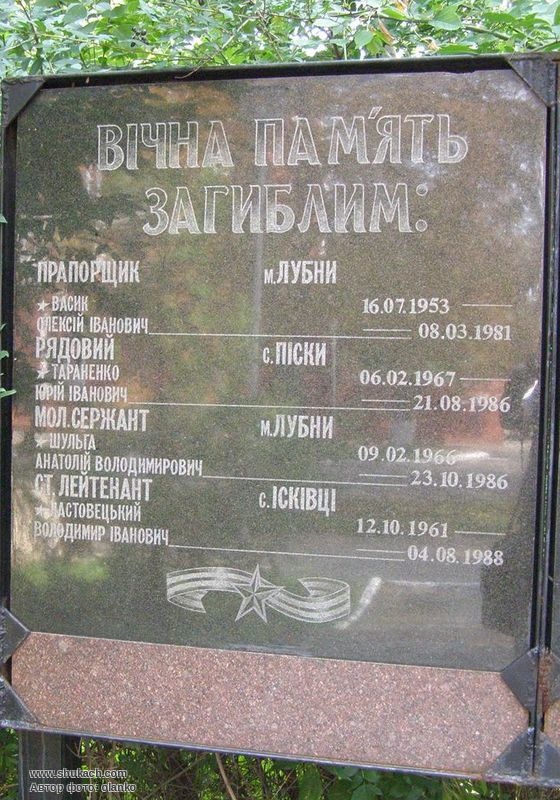 ВІЧНА ПАМ'ЯТЬ
ЗАГИБЛИМ:
ПРАПОРЩИК м.ЛУБНИ
ВАСИК 16.07.1953
ОЛЕКСІЙ ІВАНОВИЧ 08.03.1981
РЯДОВИЙ с.ПІСКИ
ТАРАНЕНКО 06.02.1967
ЮРІЙ ІВАНОВИЧ 21.08.1986
МОЛ.СЕРЖАНТ м.ЛУБНИ
ШУЛЬГА 09.02.1966
АНАТОЛІЙ ВОЛОДИМИРОВИЧ 23.10.1986
СТ.ЛЕЙТЕНАНТ с.ІСКІВЦІ
ЛАСТОВЕЦЬКИЙ 12.10.1961
ВОЛОДИМИР ІВАНОВИЧ 04.08.1988
www.shukach.com
Автор фото: olanko